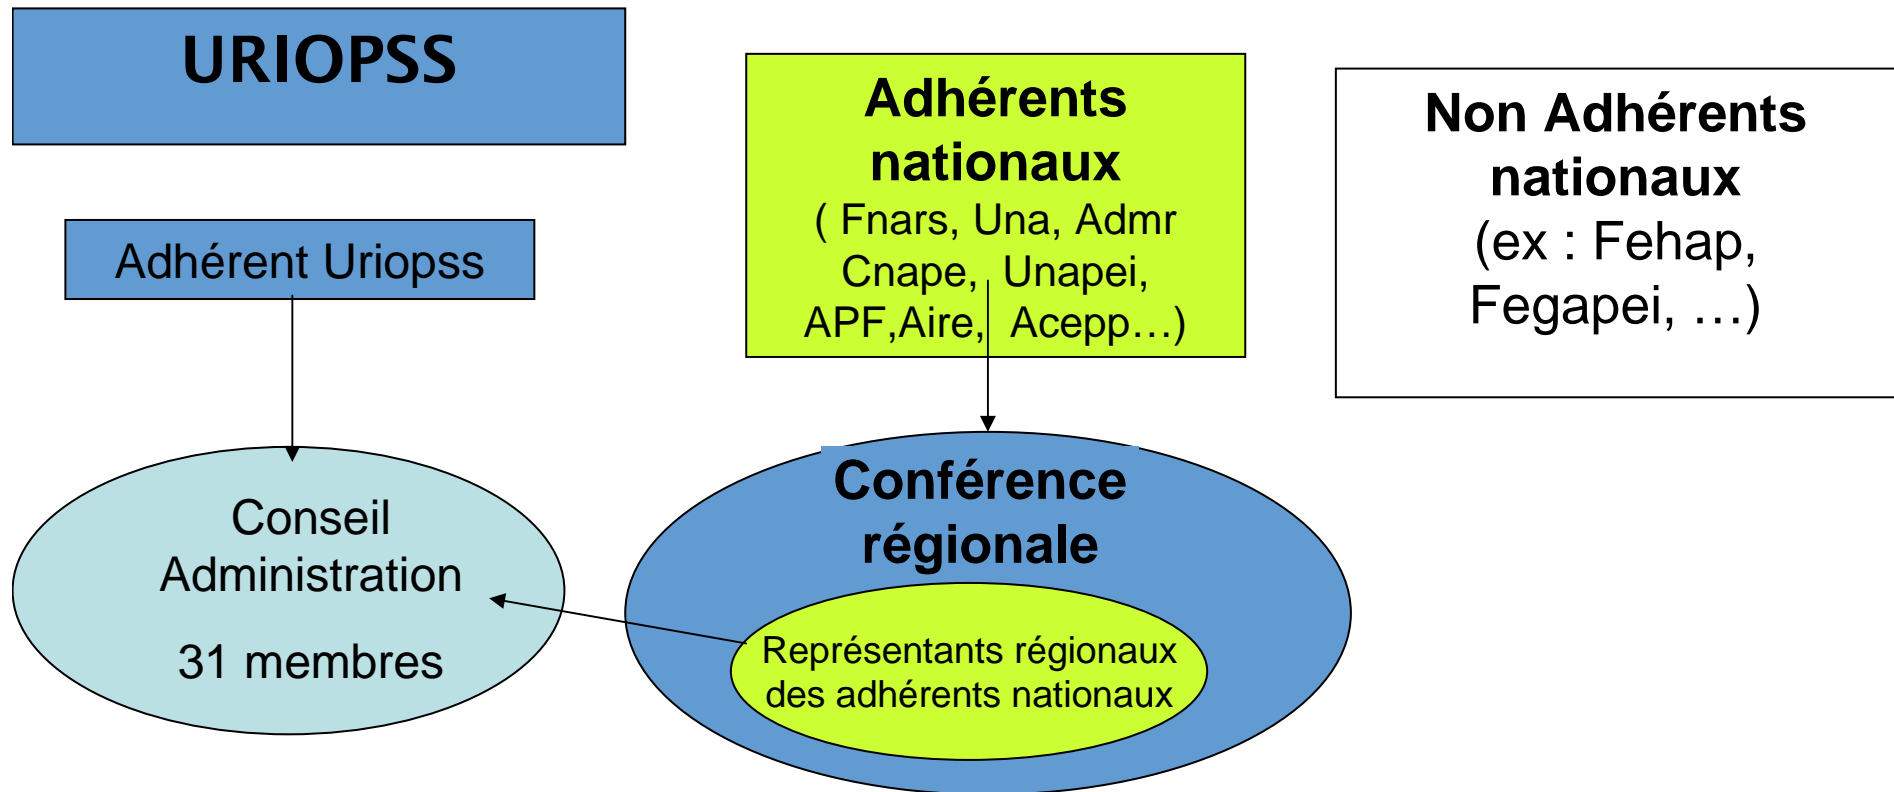 URIOPSS
Adhérent Uriopss
Conseil
Administration
31 membres
Adhérents
nationaux
( Fnars, Una, Admr
Cnape, Unapei,
APF,Aire, Acepp…)
Conférence
régionale
Représentants régionaux
des adhérents nationaux
Non Adhérents
nationaux
(ex : Fehap,
Fegapei, …)